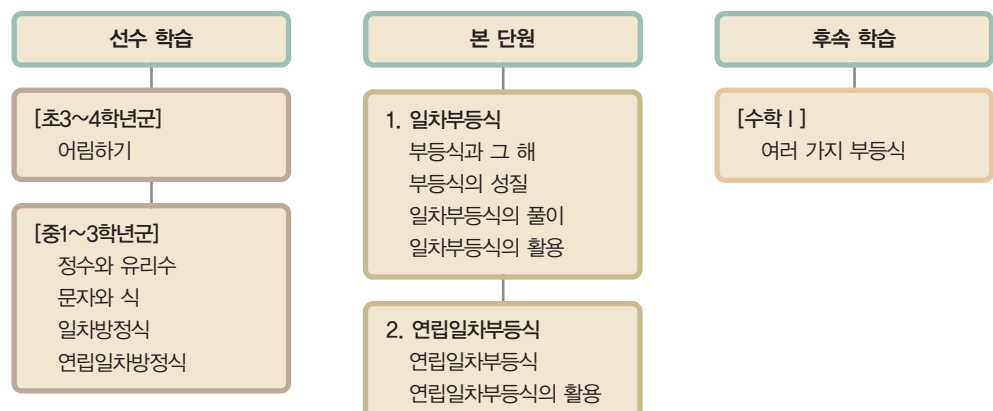 선수 학습
[초3~4학년군]
어림하기
[중1~3학년군]
정수와 유리수
문자와 식
일차방정식
연립일차방정식
본 단원
1. 일차부등식
부등식과 그 해
부등식의 성질
일차부등식의 풀이
일차부등식의 활용
2. 연립일차부등식
연립일차부등식
연립일차부등식의 활용
후속 학습
[수학Ⅰ]
여러 가지 부등식